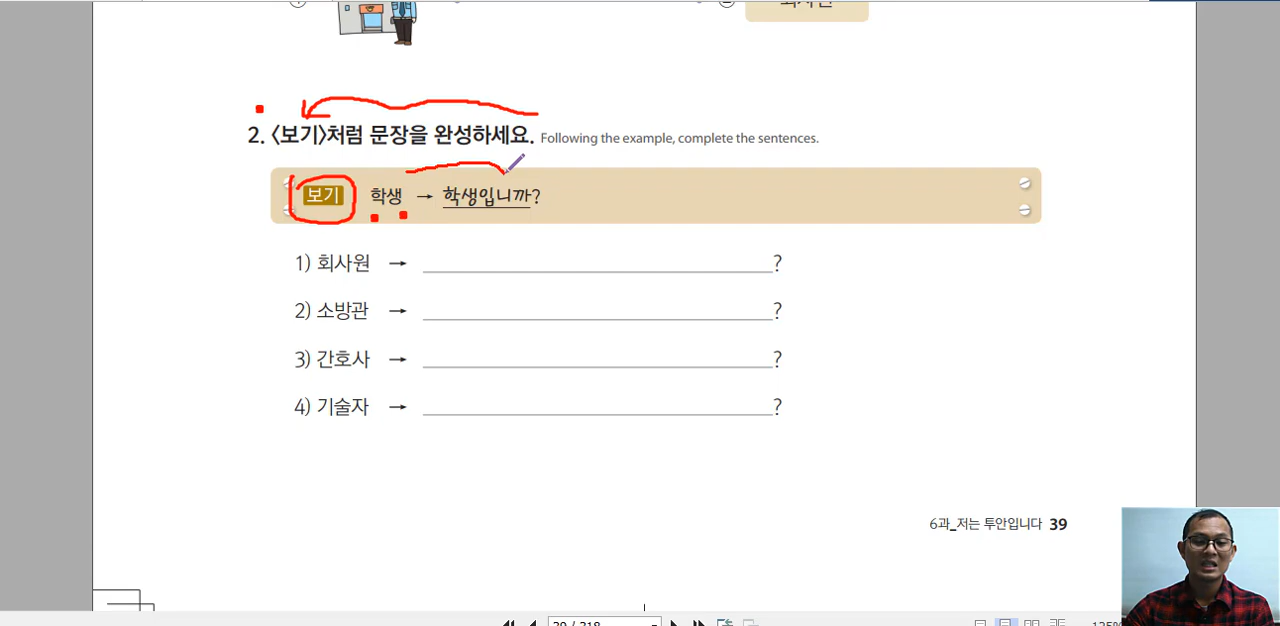 2. 〈보기〉처럼 문장을 완성하세요. Following the example, complete the sentences.
보기 학생 → 학생입니까?
1) 회사원 → ?
2) 소방관 → ?
3) 간호사 → ?
4) 기술자 → ?
6과_저는 투안입니다 39